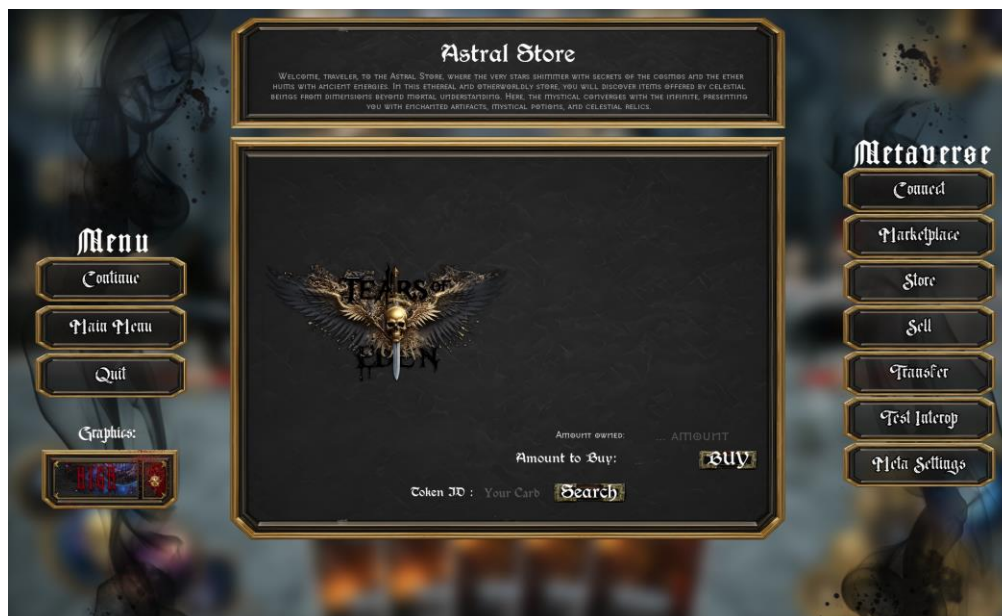 Astral Store
Welcome, traveler, to the Astral Store, where the very stars shimmer with secrets of the cosmos and the ether
hums with ancient energies. In this ethereal and otherworldly store, you will discover items offered by celestial
beings from dimensions beyond mortal understanding. Here, the mystical converges with the infinite, presenting
you with enchanted artifacts, mystical potions, and celestial relics.
Menu
Continue
Main Menu
Quit
Graphics:
HIGH
TEARS OF
EDEN
Amount owned:
AMOUNT
Amount to Buy:
BUY
Token ID :
Your Carb
Search
Metaverse
Connect
Marketplace
Store
Sell
Transfer
Test Interop
Meta Settings